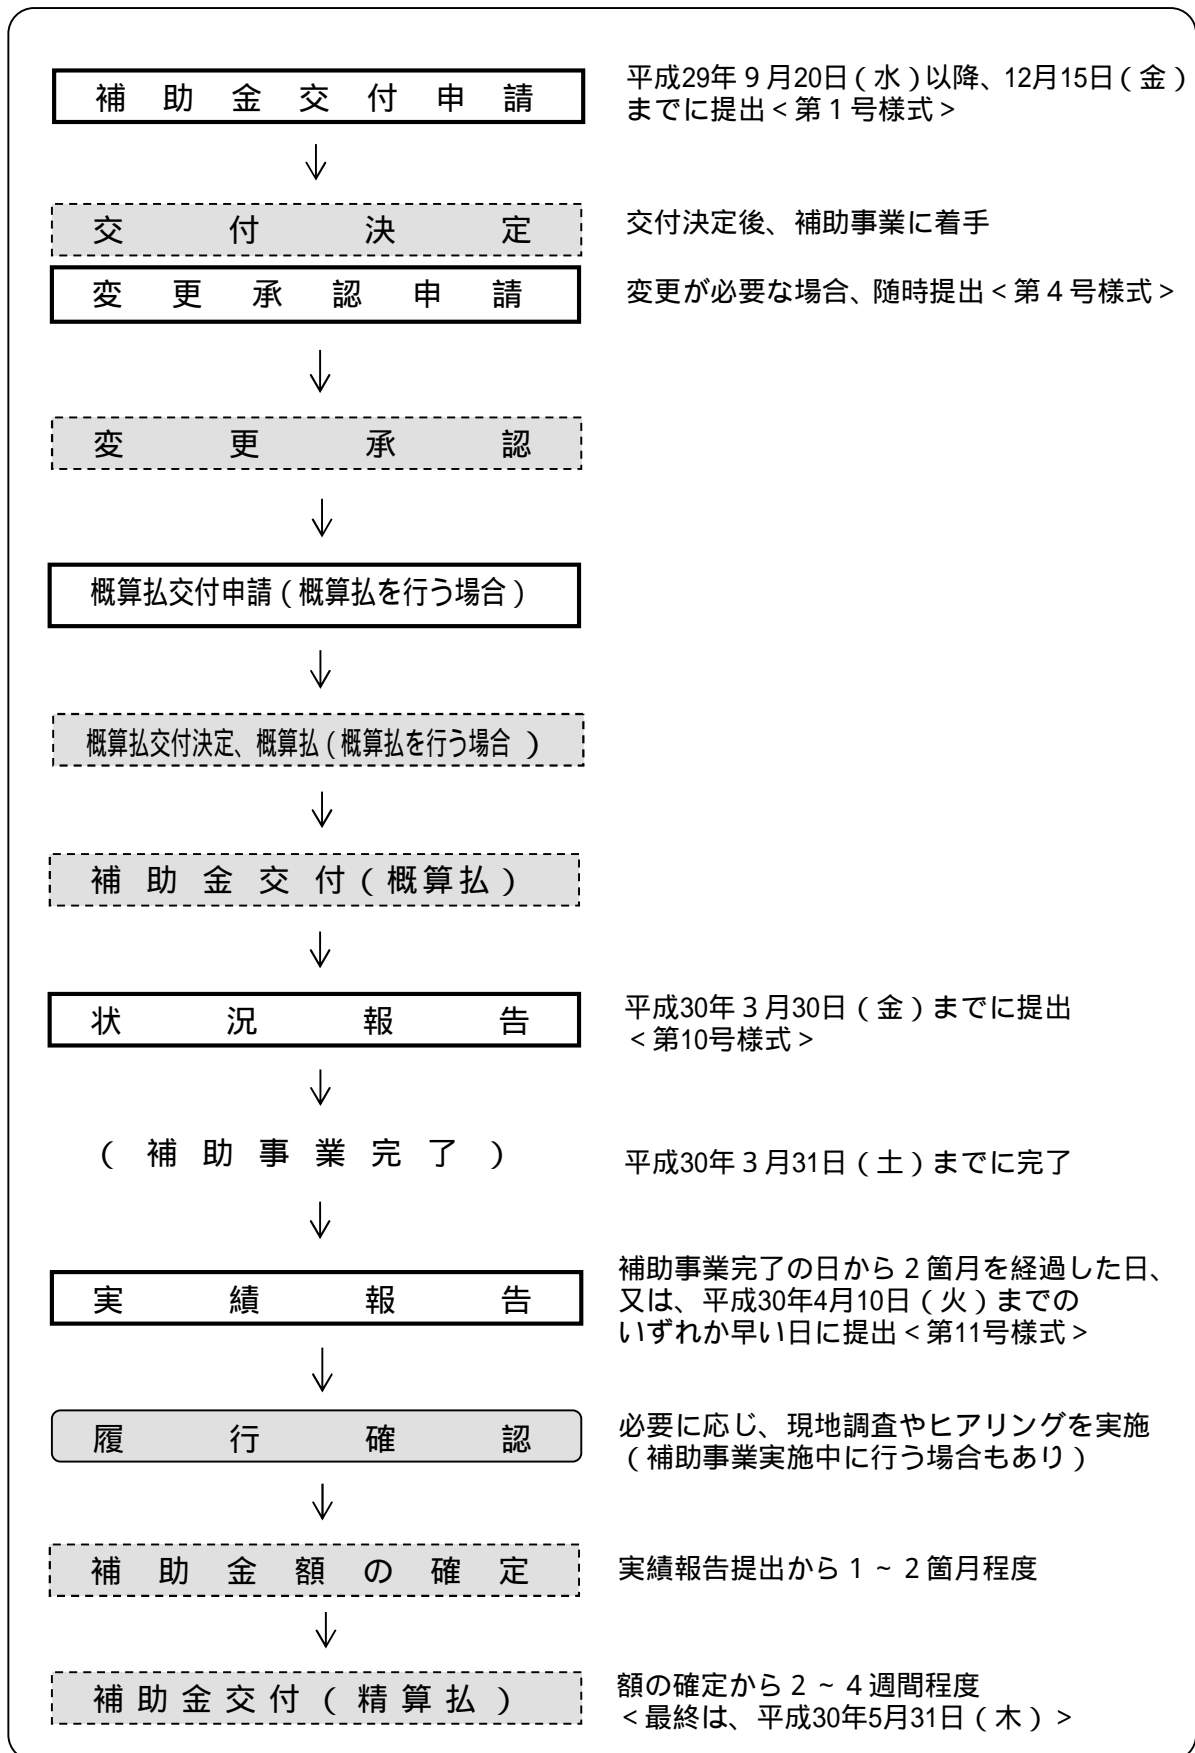 補助金交付申請
平成29年9月20日(水)以降、12月15日(金)
までに提出<第1号様式>
↓
交付決定
交付決定後、補助事業に着手
変更承認申請
変更が必要な場合、随時提出<第4号様式>
↓
変更承認
↓
概算払交付申請(概算払を行う場合)
↓
概算払交付決定、概算払(概算払を行う場合)
↓
補助金交付(概算払)
↓
状況報告
平成30年3月30日(金)までに提出
<第10号様式>
↓
(補助事業完了)
平成30年3月31日(土)までに完了
↓
実績報告
補助事業完了の日から2箇月を経過した日、
又は、平成30年4月10日(火)までの
いずれか早い日に提出<第11号様式>
↓
履行確認
必要に応じ、現地調査やヒアリングを実施
(補助事業実施中に行う場合もあり)
↓
補助金額の確定
実績報告提出から1~2箇月程度
↓
補助金交付(精算払)
額の確定から2~4週間程度
<最終は、平成30年5月31日(木)>